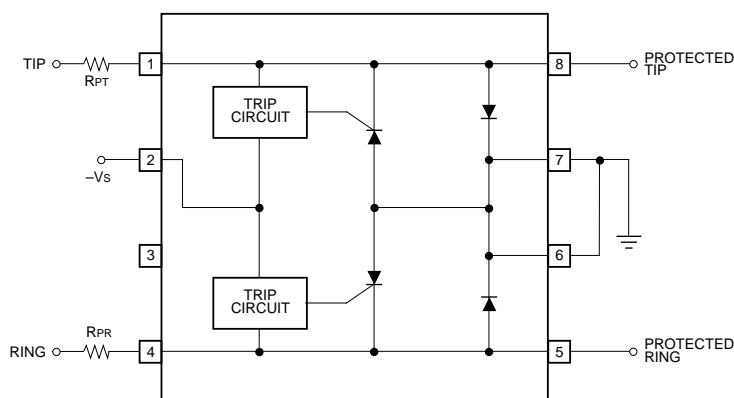 TIP
RPT
1
TRIP
CIRCUIT
8
PROTECTED
TIP
2
–VS
7
3
6
TRIP
CIRCUIT
RING
RPR
4
5
PROTECTED
RING